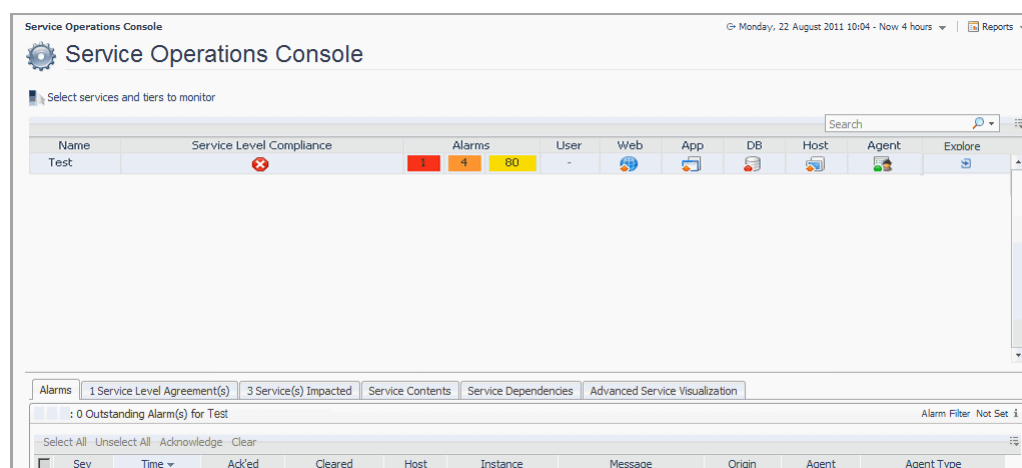 Service Operations Console
Monday, 22 August 2011 10:04 - Now 4 hours
Reports
Service Operations Console
Select services and tiers to monitor
Search
Name Service Level Compliance Alarms User Web App DB Host Agent Explore
Test 1 4 80 -
Alarms 1 Service Level Agreement(s) 3 Service(s) Impacted Service Contents Service Dependencies Advanced Service Visualization
: 0 Outstanding Alarm(s) for Test Alarm Filter Not Set i
Select All Unselect All Acknowledge Clear
Sev Time Ack'ed Cleared Host Instance Message Origin Agent Agent Type